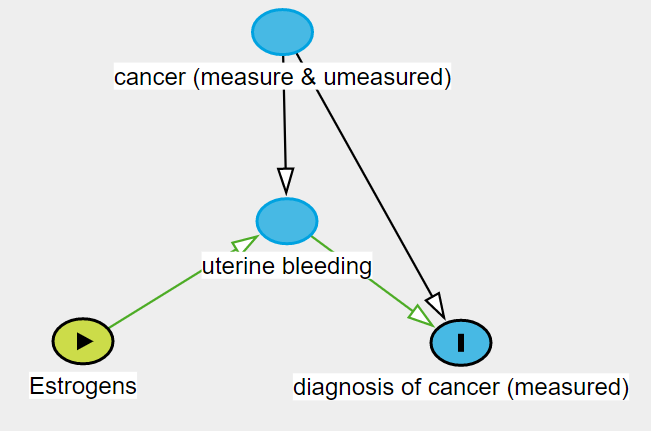 cancer (measure & umeasured)
uterine bleeding
Estrogens
diagnosis of cancer (measured)